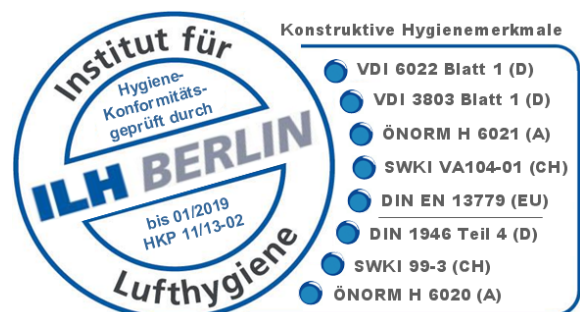 Institut für
Hygiene-
Konformitäts-
geprüft durch
ILH BERLIN
bis 01/2019
HKP 11/13-02
Lufthygiene
Konstruktive Hygienemerkmale
VDI 6022 Blatt 1 (D)
VDI 3803 Blatt 1 (D)
ÖNORM H 6021 (A)
SWKI VA104-01 (CH)
DIN EN 13779 (EU)
DIN 1946 Teil 4 (D)
SWKI 99-3 (CH)
ÖNORM H 6020 (A)